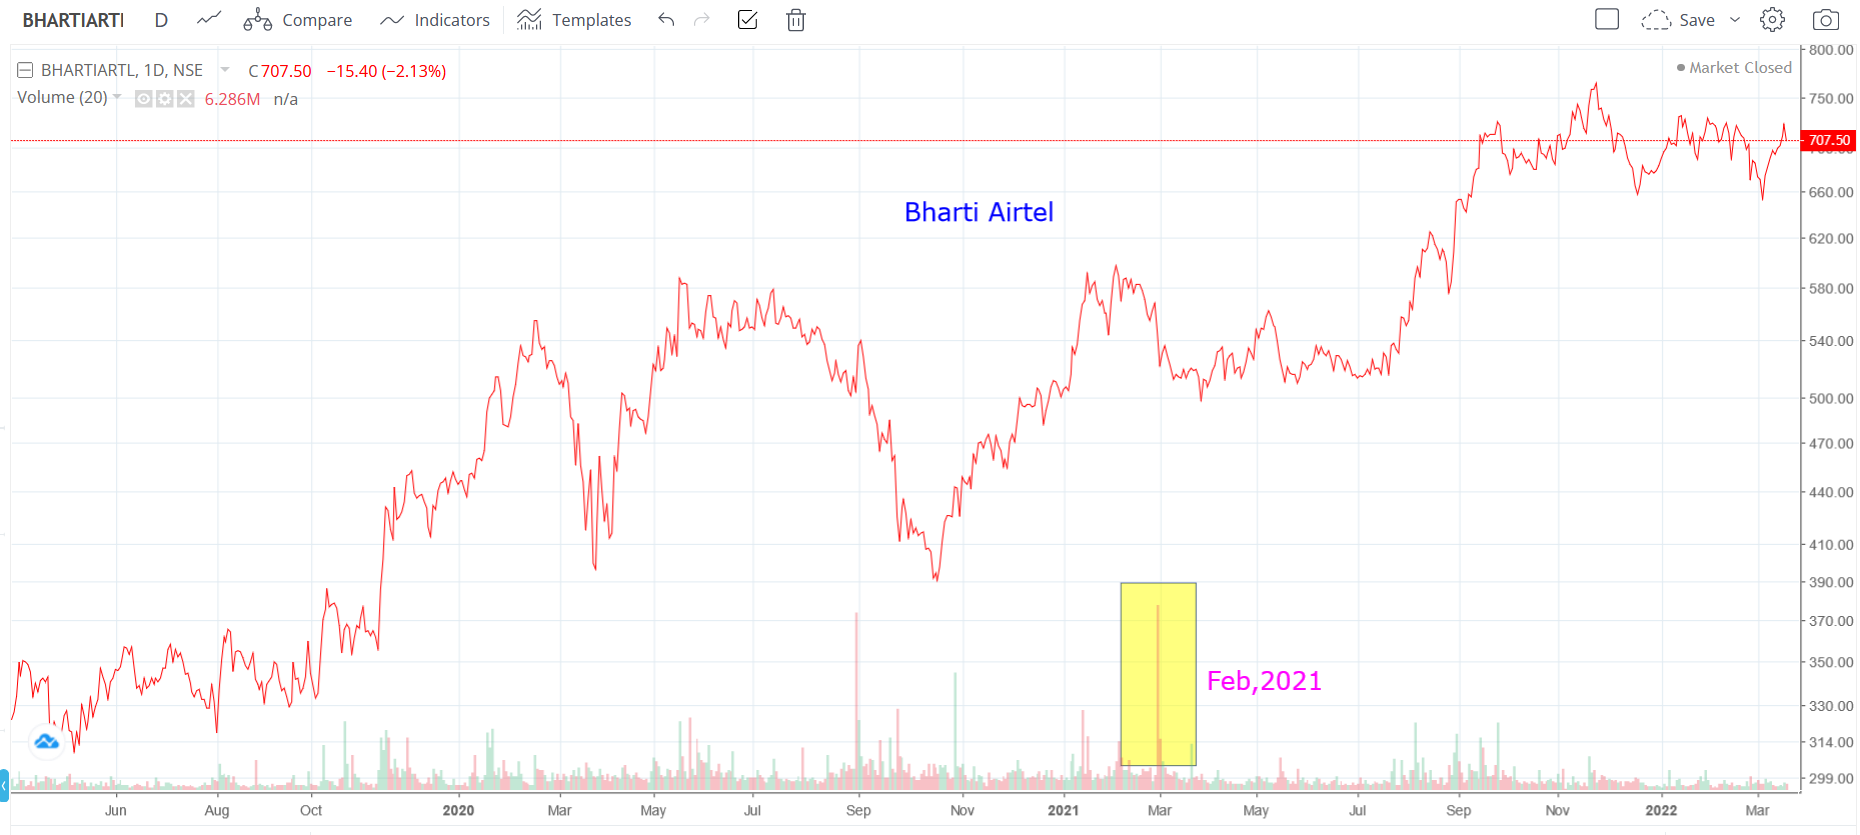 BHARTIARTL D Compare Indicators Templates Save
BHARTIARTL, 1D, NSE C707.50 −15.40 (−2.13%)
Market Closed
Volume (20) 6.286M n/a
800.00
750.00
707.50
660.00
Bharti Airtel
620.00
580.00
540.00
500.00
470.00
440.00
410.00
390.00
370.00
350.00
Feb,2021
330.00
314.00
299.00
Jun Aug Oct 2020 Mar May Jul Sep Nov 2021 Mar May Jul Sep Nov 2022 Mar